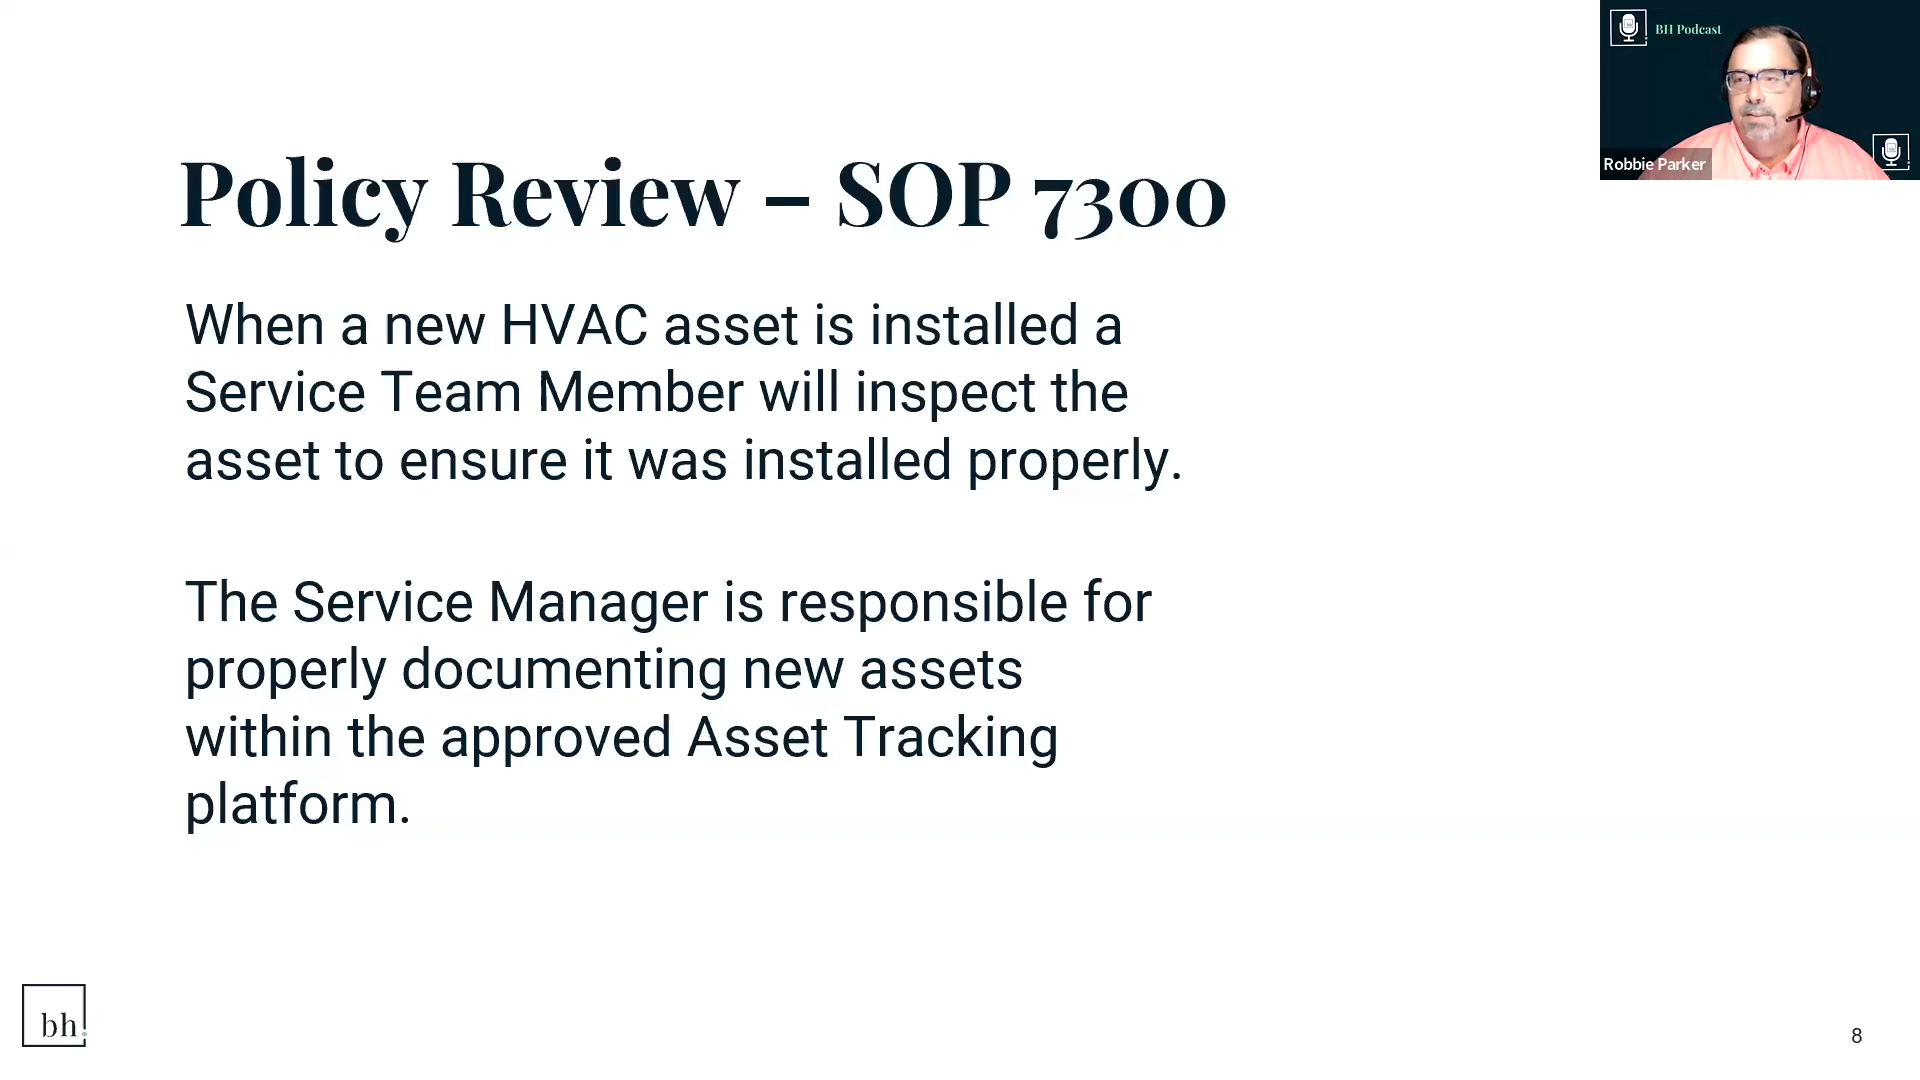 BH Podcast
Robbie Parker
Policy Review – SOP 7300
When a new HVAC asset is installed a
Service Team Member will inspect the
asset to ensure it was installed properly.
The Service Manager is responsible for
properly documenting new assets
within the approved Asset Tracking
platform.
bh.
8